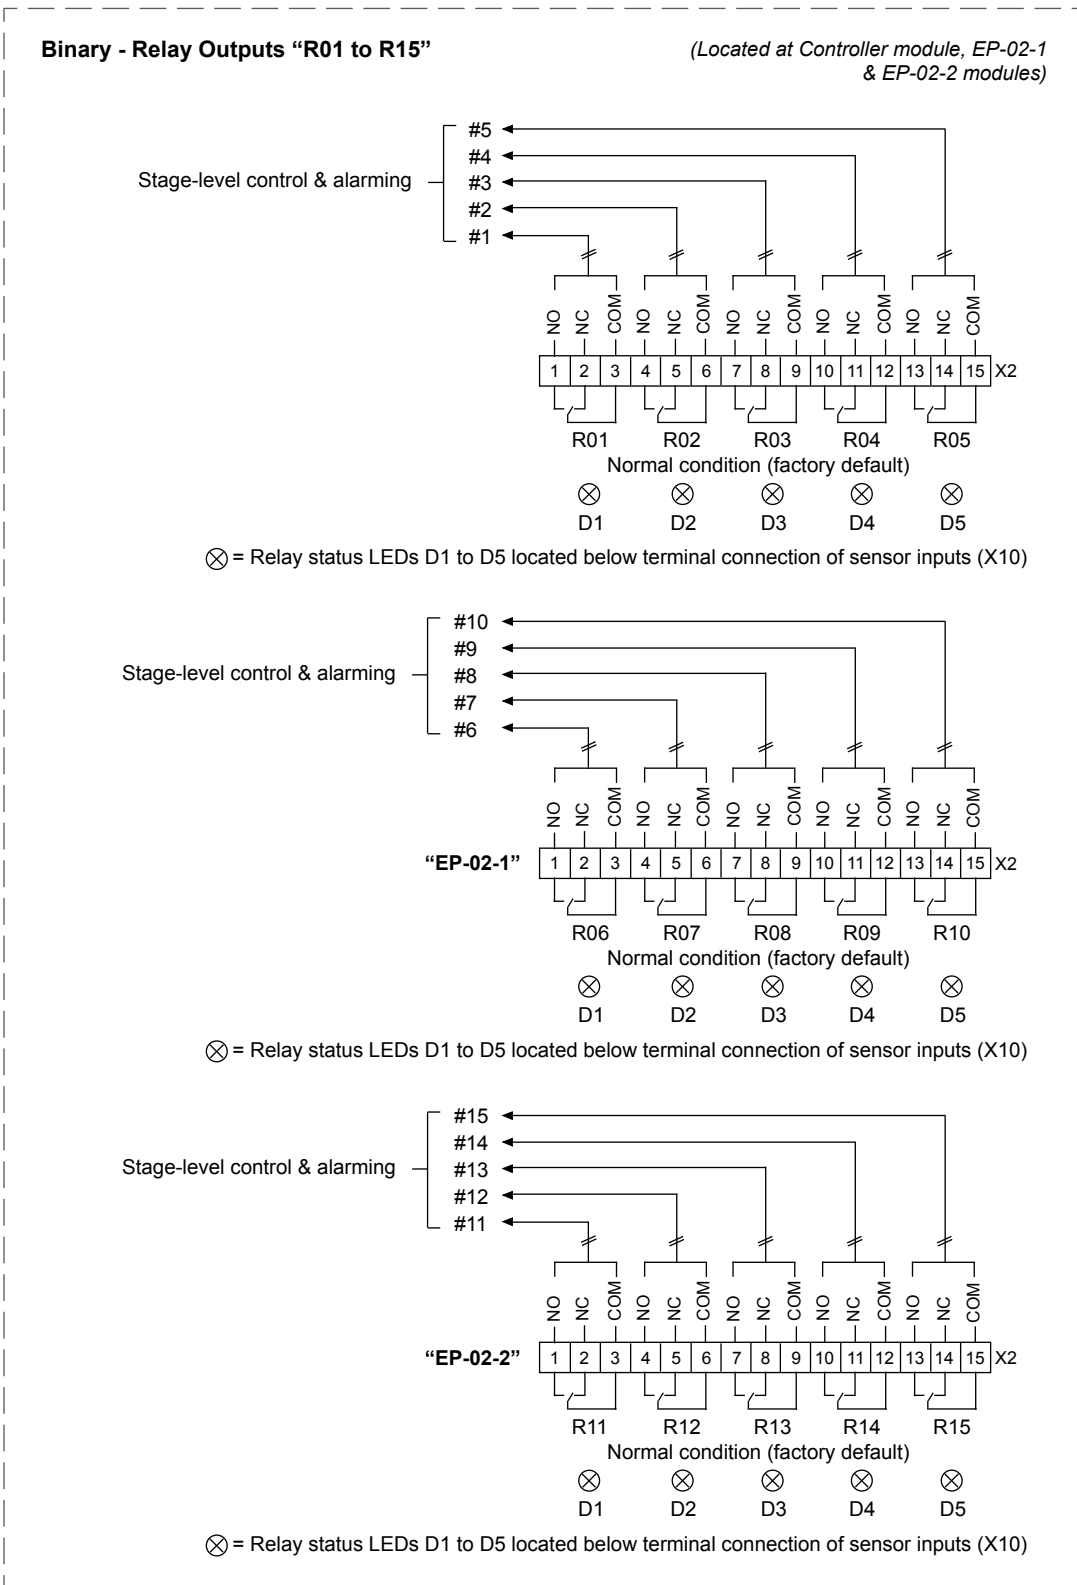 Binary - Relay Outputs “R01 to R15”
(Located at Controller module, EP-02-1
& EP-02-2 modules)
#5
#4
Stage-level control & alarming
#3
#2
#1
NO NC COM NO NC COM NO NC COM NO NC COM NO NC COM
1 2 3 4 5 6 7 8 9 10 11 12 13 14 15 X2
R01 R02 R03 R04 R05
Normal condition (factory default)
D1 D2 D3 D4 D5
= Relay status LEDs D1 to D5 located below terminal connection of sensor inputs (X10)
#10
#9
Stage-level control & alarming
#8
#7
#6
NO NC COM NO NC COM NO NC COM NO NC COM NO NC COM
“EP-02-1” 1 2 3 4 5 6 7 8 9 10 11 12 13 14 15 X2
R06 R07 R08 R09 R10
Normal condition (factory default)
D1 D2 D3 D4 D5
= Relay status LEDs D1 to D5 located below terminal connection of sensor inputs (X10)
#15
#14
Stage-level control & alarming
#13
#12
#11
NO NC COM NO NC COM NO NC COM NO NC COM NO NC COM
“EP-02-2” 1 2 3 4 5 6 7 8 9 10 11 12 13 14 15 X2
R11 R12 R13 R14 R15
Normal condition (factory default)
D1 D2 D3 D4 D5
= Relay status LEDs D1 to D5 located below terminal connection of sensor inputs (X10)